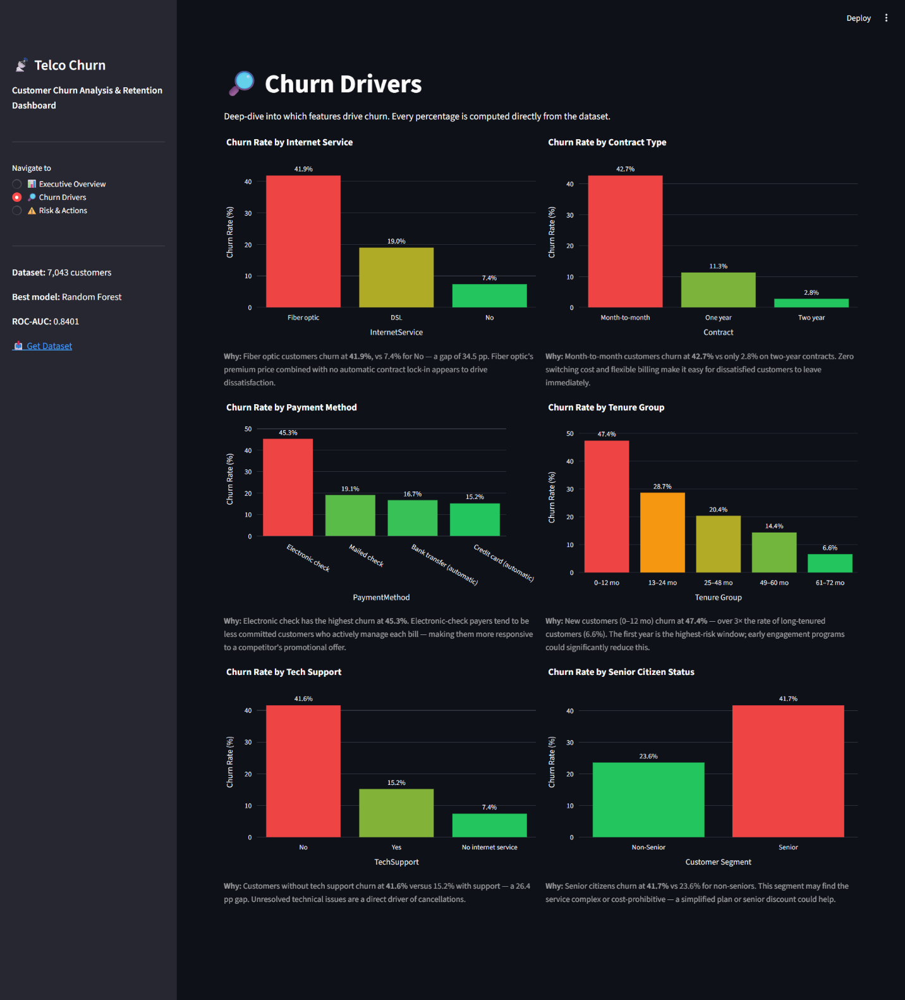 Deploy
Telco Churn
Customer Churn Analysis & Retention
Dashboard
Navigate to
Executive Overview
Churn Drivers
Risk & Actions
Dataset: 7,043 customers
Best model: Random Forest
ROC-AUC: 0.8401
Get Dataset
Churn Drivers
Deep-dive into which features drive churn. Every percentage is computed directly from the dataset.
Churn Rate by Internet Service
Churn Rate (%)
40
30
20
10
0
41.9%
19.0%
7.4%
Fiber optic
DSL
No
InternetService
Why: Fiber optic customers churn at 41.9%, vs 7.4% for No — a gap of 34.5 pp. Fiber optic's
premium price combined with no automatic contract lock-in appears to drive
dissatisfaction.
Churn Rate by Contract Type
Churn Rate (%)
40
30
20
10
0
42.7%
11.3%
2.8%
Month-to-month
One year
Two year
Contract
Why: Month-to-month customers churn at 42.7% vs only 2.8% on two-year contracts. Zero
switching cost and flexible billing make it easy for dissatisfied customers to leave
immediately.
Churn Rate by Payment Method
Churn Rate (%)
50
40
30
20
10
0
45.3%
19.1%
16.7%
15.2%
Electronic check
Mailed check
Bank transfer (automatic)
Credit card (automatic)
PaymentMethod
Why: Electronic check has the highest churn at 45.3%. Electronic-check payers tend to be
less committed customers who actively manage each bill — making them more responsive
to a competitor's promotional offer.
Churn Rate by Tenure Group
Churn Rate (%)
50
40
30
20
10
0
47.4%
28.7%
20.4%
14.4%
6.6%
0–12 mo
13–24 mo
25–48 mo
49–60 mo
61–72 mo
Tenure Group
Why: New customers (0–12 mo) churn at 47.4% — over 3× the rate of long-tenured
customers (6.6%). The first year is the highest-risk window; early engagement programs
could significantly reduce this.
Churn Rate by Tech Support
Churn Rate (%)
40
30
20
10
0
41.6%
15.2%
7.4%
No
Yes
No internet service
TechSupport
Why: Customers without tech support churn at 41.6% versus 15.2% with support — a 26.4
pp gap. Unresolved technical issues are a direct driver of cancellations.
Churn Rate by Senior Citizen Status
Churn Rate (%)
40
30
20
10
0
23.6%
41.7%
Non-Senior
Senior
Customer Segment
Why: Senior citizens churn at 41.7% vs 23.6% for non-seniors. This segment may find the
service complex or cost-prohibitive — a simplified plan or senior discount could help.